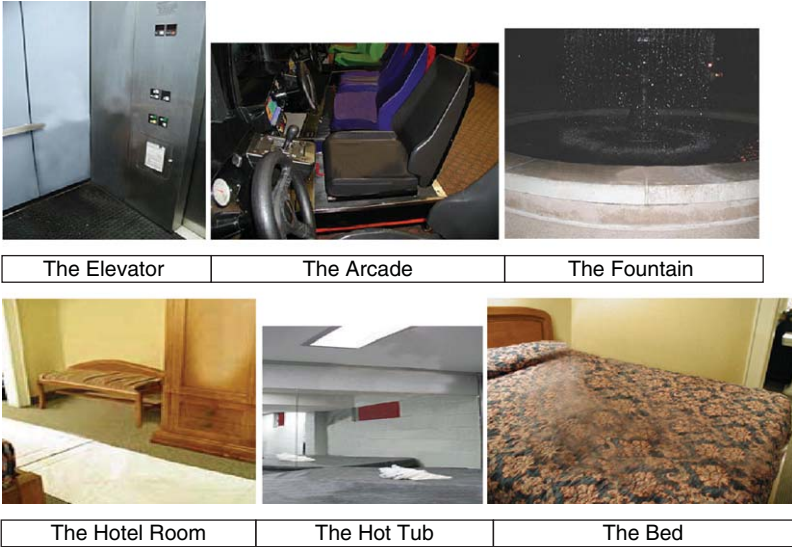 The Elevator
The Arcade
The Fountain
The Hotel Room
The Hot Tub
The Bed